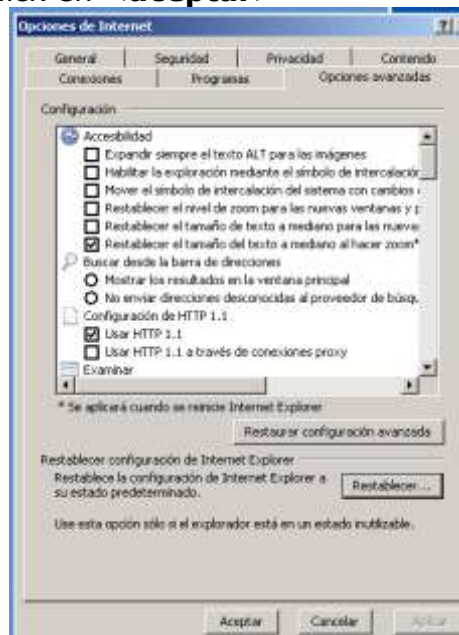 en «aceptar»
Opciones de Internet
General Seguridad Privacidad Contenido
Conexiones Programas Opciones avanzadas
Configuración
Accesibilidad
Expandir siempre el texto ALT para las imágenes
Habilitar la exploración mediante el símbolo de intercalación
Mover el símbolo de intercalación del sistema con cambios
Restablecer el nivel de zoom para las nuevas ventanas y
Restablecer el tamaño de texto a mediano para las nuevas
Restablecer el tamaño del texto a mediano al hacer zoom*
Buscar desde la barra de direcciones
Mostrar los resultados en la ventana principal
No enviar direcciones desconocidas al proveedor de búsq.
Configuración de HTTP 1.1
Usar HTTP 1.1
Usar HTTP 1.1 a través de conexiones proxy
Examinar
* Se aplicará cuando se reinicie Internet Explorer
Restaurar configuración avanzada
Restablecer configuración de Internet Explorer
Restablece la configuración de Internet Explorer a
su estado predeterminado.
Restablecer...
Use esta opción sólo si el explorador está en un estado inutilizable.
Aceptar Cancelar Aplicar